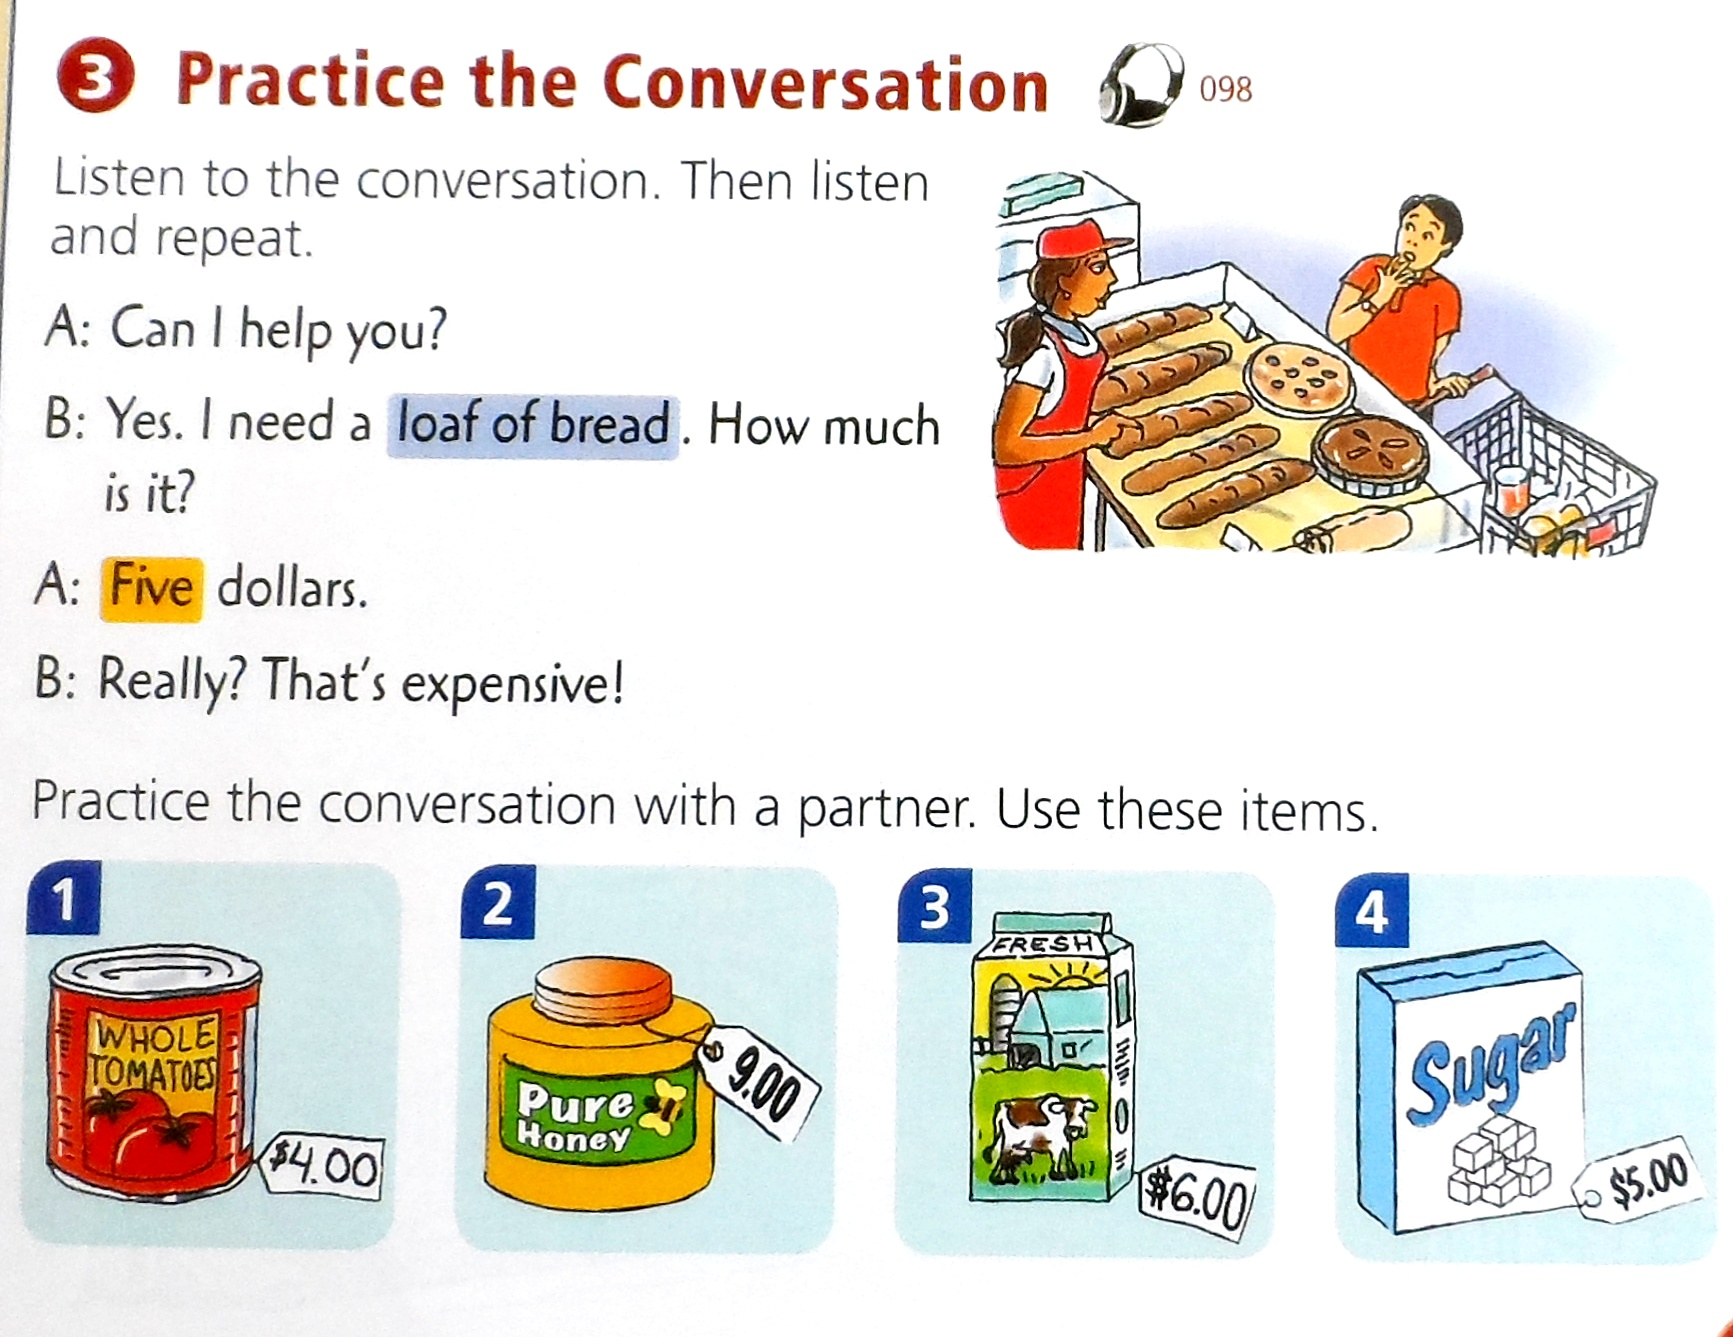 3 Practice the Conversation 098
Listen to the conversation. Then listen
and repeat.
A: Can I help you?
B: Yes. I need a loaf of bread. How much
is it?
A: Five dollars.
B: Really? That's expensive!
Practice the conversation with a partner. Use these items.
1
WHOLE
TOMATOES
$4.00
2
Pure
Honey
9.00
3
FRESH
$6.00
4
Sugar
$5.00